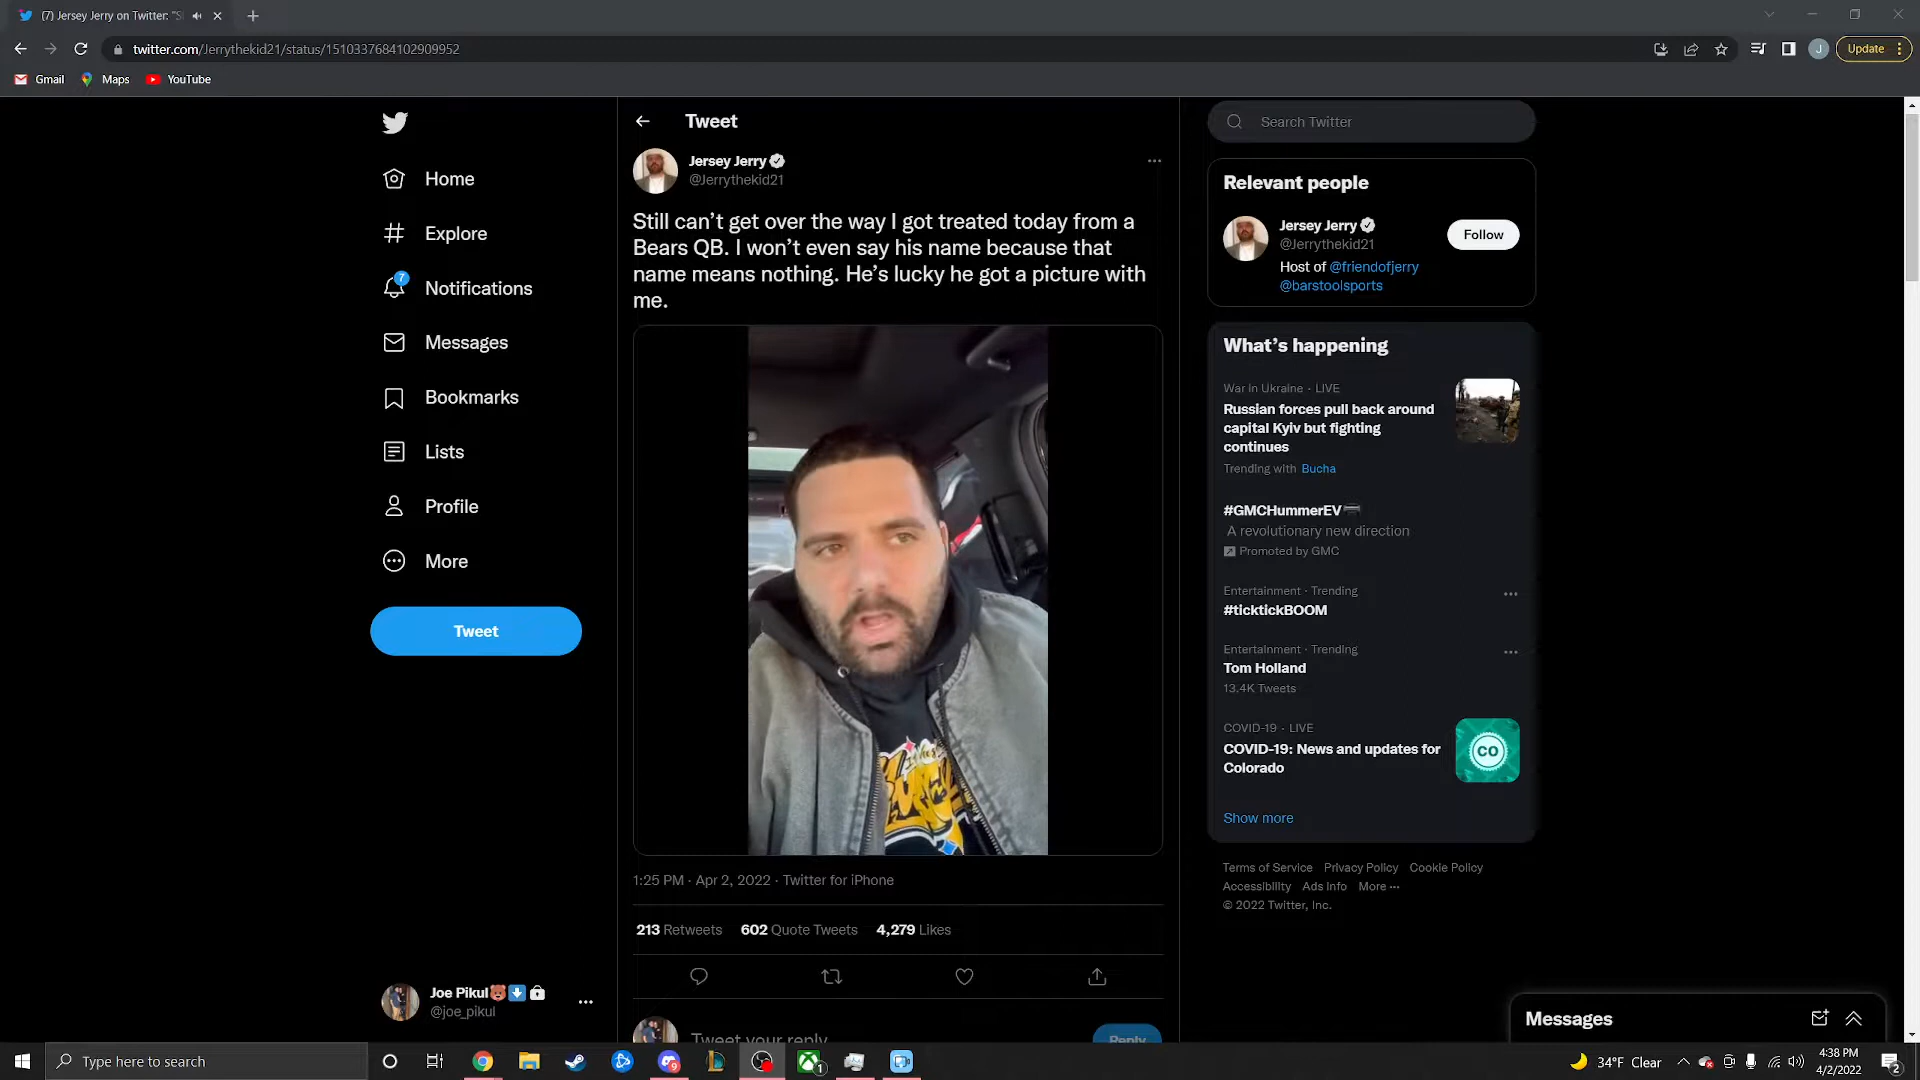 (7) Jersey Jerry on Twitter: "S
twitter.com/Jerrythekid21/status/1510337684102909952
J
Update
Gmail
Maps
YouTube
Home
Explore
7
Notifications
Messages
Bookmarks
Lists
Profile
More
Tweet
Joe Pikul
@joe_pikul
Tweet
Jersey Jerry
@Jerrythekid21
Still can’t get over the way I got treated today from a
Bears QB. I won’t even say his name because that
name means nothing. He’s lucky he got a picture with
me.
1:25 PM · Apr 2, 2022 · Twitter for iPhone
213 Retweets 602 Quote Tweets 4,279 Likes
Tweet your reply
Reply
Search Twitter
Relevant people
Jersey Jerry
@Jerrythekid21
Follow
Host of @friendofjerry
@barstoolsports
What’s happening
War in Ukraine · LIVE
Russian forces pull back around
capital Kyiv but fighting
continues
Trending with Bucha
#GMCHummerEV
A revolutionary new direction
Promoted by GMC
Entertainment · Trending
#ticktickBOOM
Entertainment · Trending
Tom Holland
13.4K Tweets
COVID-19 · LIVE
COVID-19: News and updates for
Colorado
CO
Show more
Terms of Service Privacy Policy Cookie Policy
Accessibility Ads info More ···
© 2022 Twitter, Inc.
Messages
Type here to search
9
1
34°F Clear
4:38 PM
4/2/2022
2